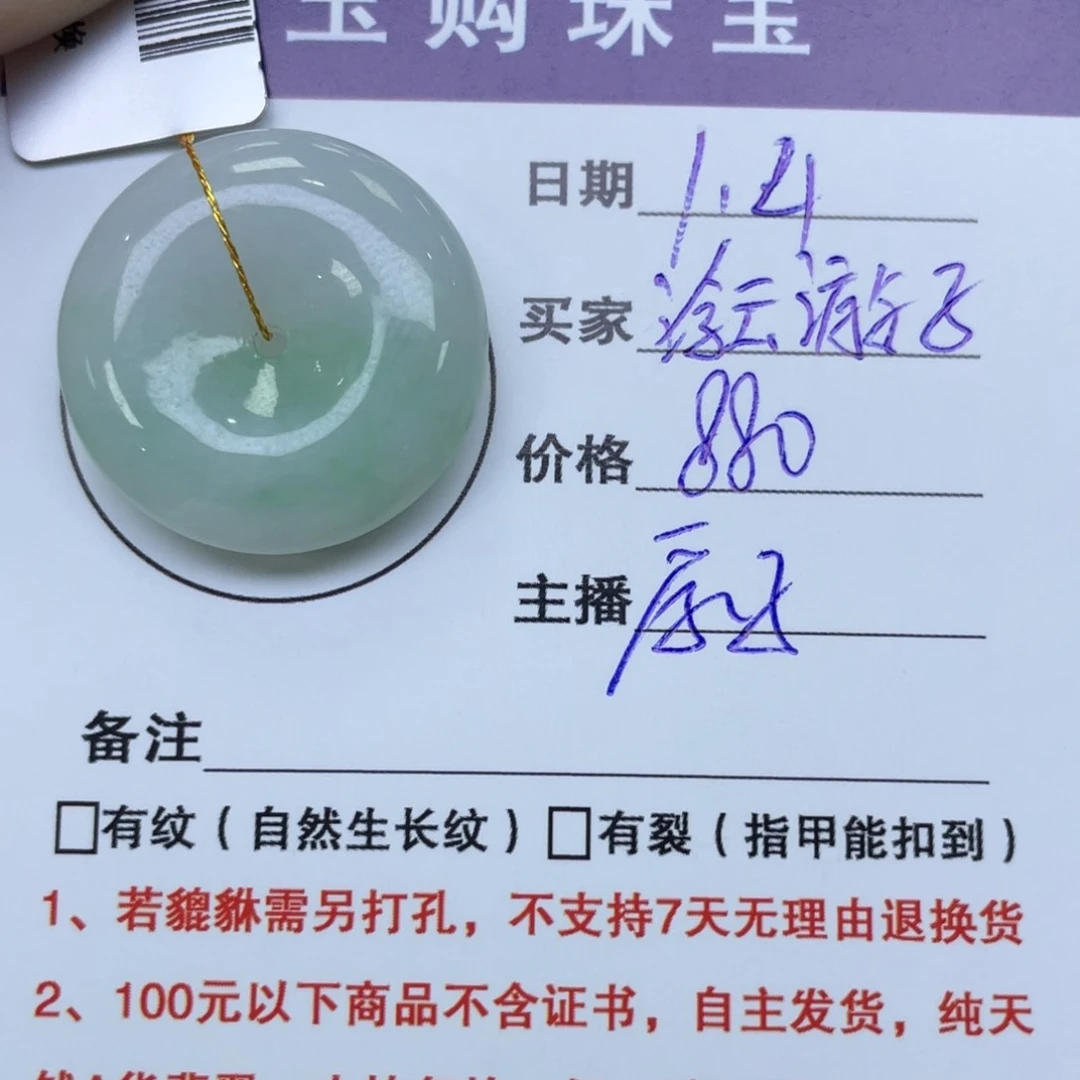 玉购珠宝
日期 1.4
买家 游子
价格 880
主播
备注
□有纹（自然生长纹）□有裂（指甲能扣到）
1、若貔貅需另打孔，不支持7天无理由退换货
2、100元以下商品不含证书，自主发货，纯天